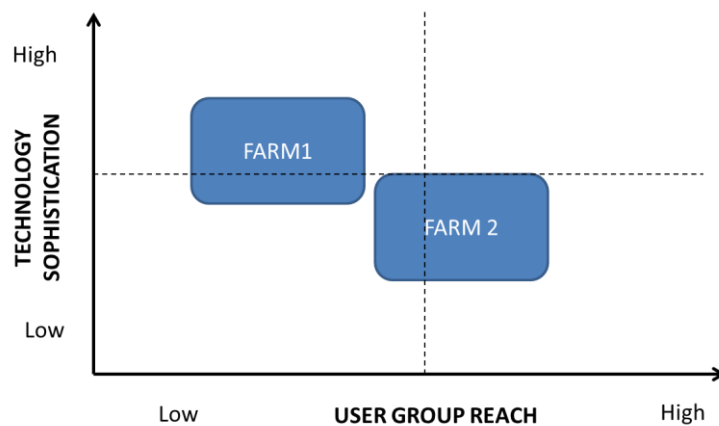 High
FARM1
TECHNOLOGY
SOPHISTICATION
FARM 2
Low
Low
USER GROUP REACH
High